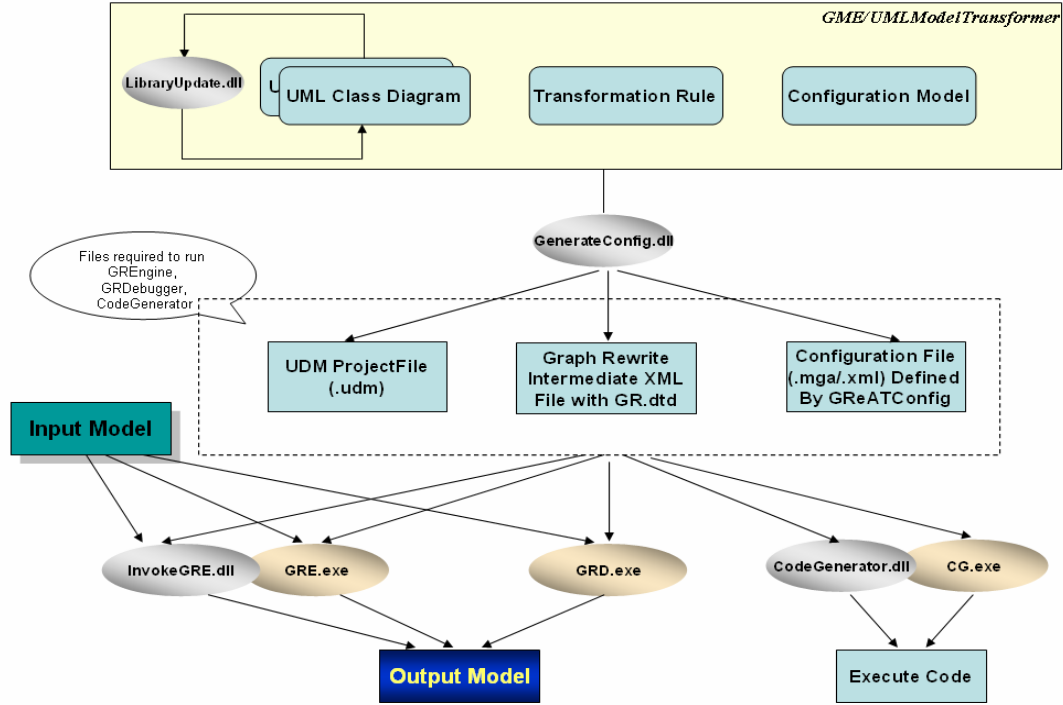 GME/UMLModelTransformer
LibraryUpdate.dll
U
UML Class Diagram
Transformation Rule
Configuration Model
GenerateConfig.dll
Files required to run
GREngine,
GRDebugger,
CodeGenerator
UDM ProjectFile
(.udm)
Graph Rewrite
Intermediate XML
File with GR.dtd
Configuration File
(.mga/.xml) Defined
By GReATConfig
Input Model
InvokeGRE.dll
GRE.exe
GRD.exe
CodeGenerator.dll
CG.exe
Output Model
Execute Code